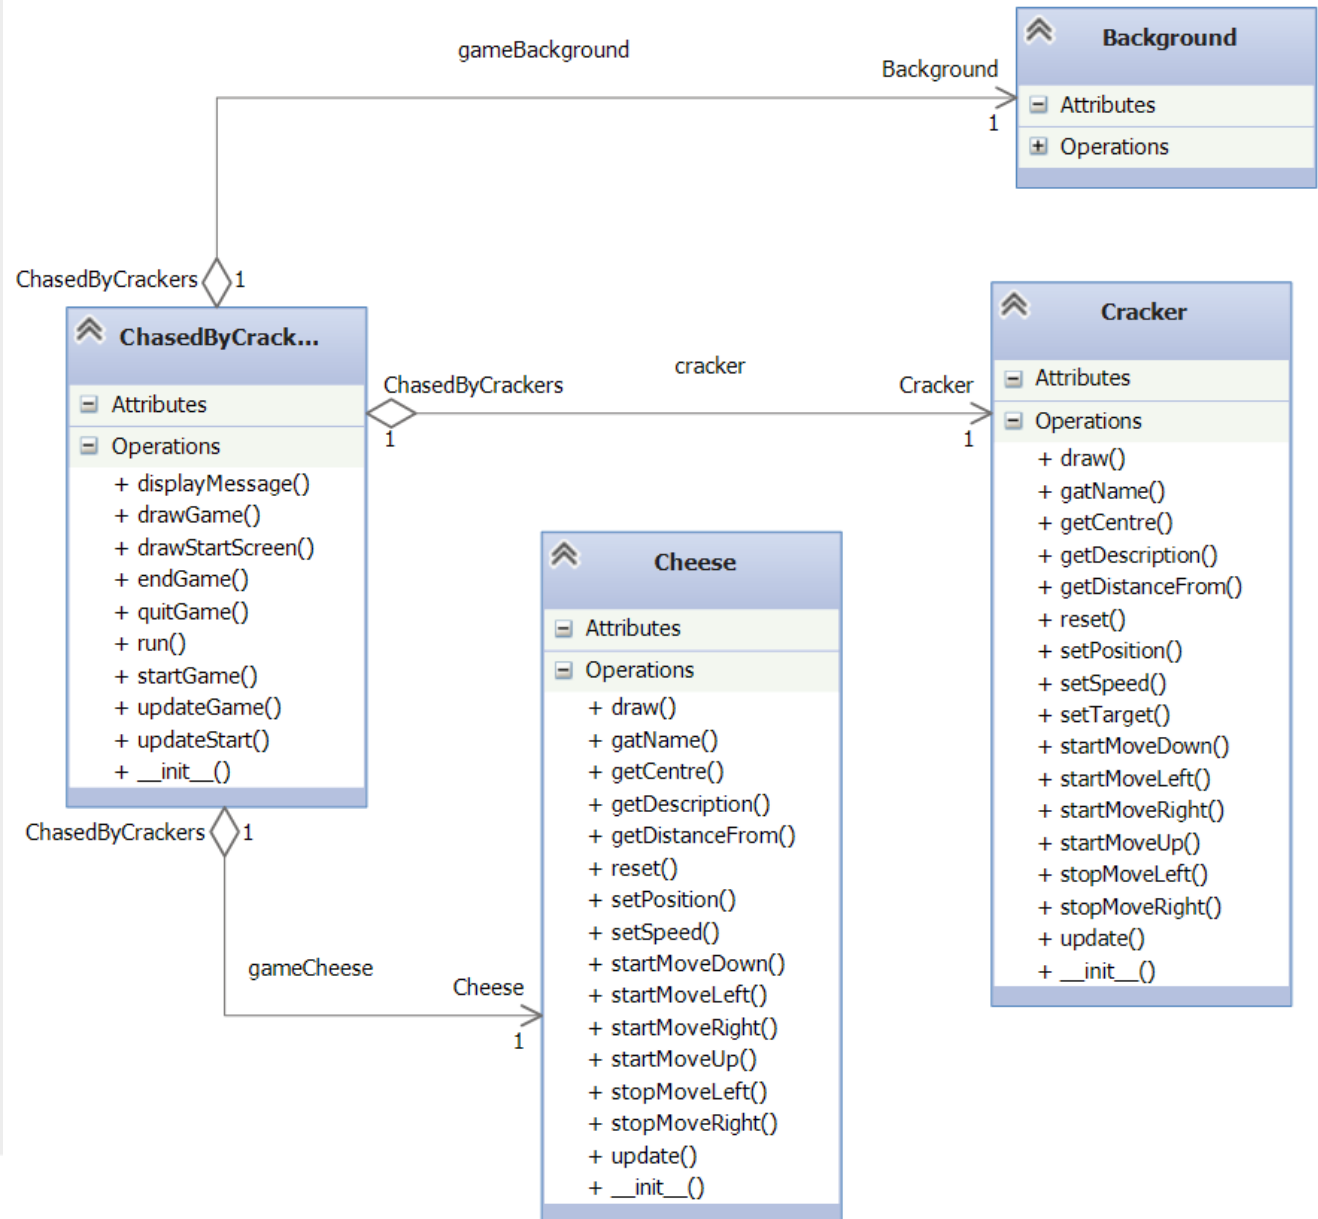 gameBackground
Background
1
Background
Attributes
Operations
ChasedByCrackers 1
ChasedByCrack...
Attributes
Operations
+ displayMessage()
+ drawGame()
+ drawStartScreen()
+ endGame()
+ quitGame()
+ run()
+ startGame()
+ updateGame()
+ updateStart()
+ __init__()
cracker
ChasedByCrackers
1
Cracker
1
Cracker
Attributes
Operations
+ draw()
+ gatName()
+ getCentre()
+ getDescription()
+ getDistanceFrom()
+ reset()
+ setPosition()
+ setSpeed()
+ setTarget()
+ startMoveDown()
+ startMoveLeft()
+ startMoveRight()
+ startMoveUp()
+ stopMoveLeft()
+ stopMoveRight()
+ update()
+ __init__()
ChasedByCrackers 1
gameCheese
Cheese
1
Cheese
Attributes
Operations
+ draw()
+ gatName()
+ getCentre()
+ getDescription()
+ getDistanceFrom()
+ reset()
+ setPosition()
+ setSpeed()
+ startMoveDown()
+ startMoveLeft()
+ startMoveRight()
+ startMoveUp()
+ stopMoveLeft()
+ stopMoveRight()
+ update()
+ __init__()